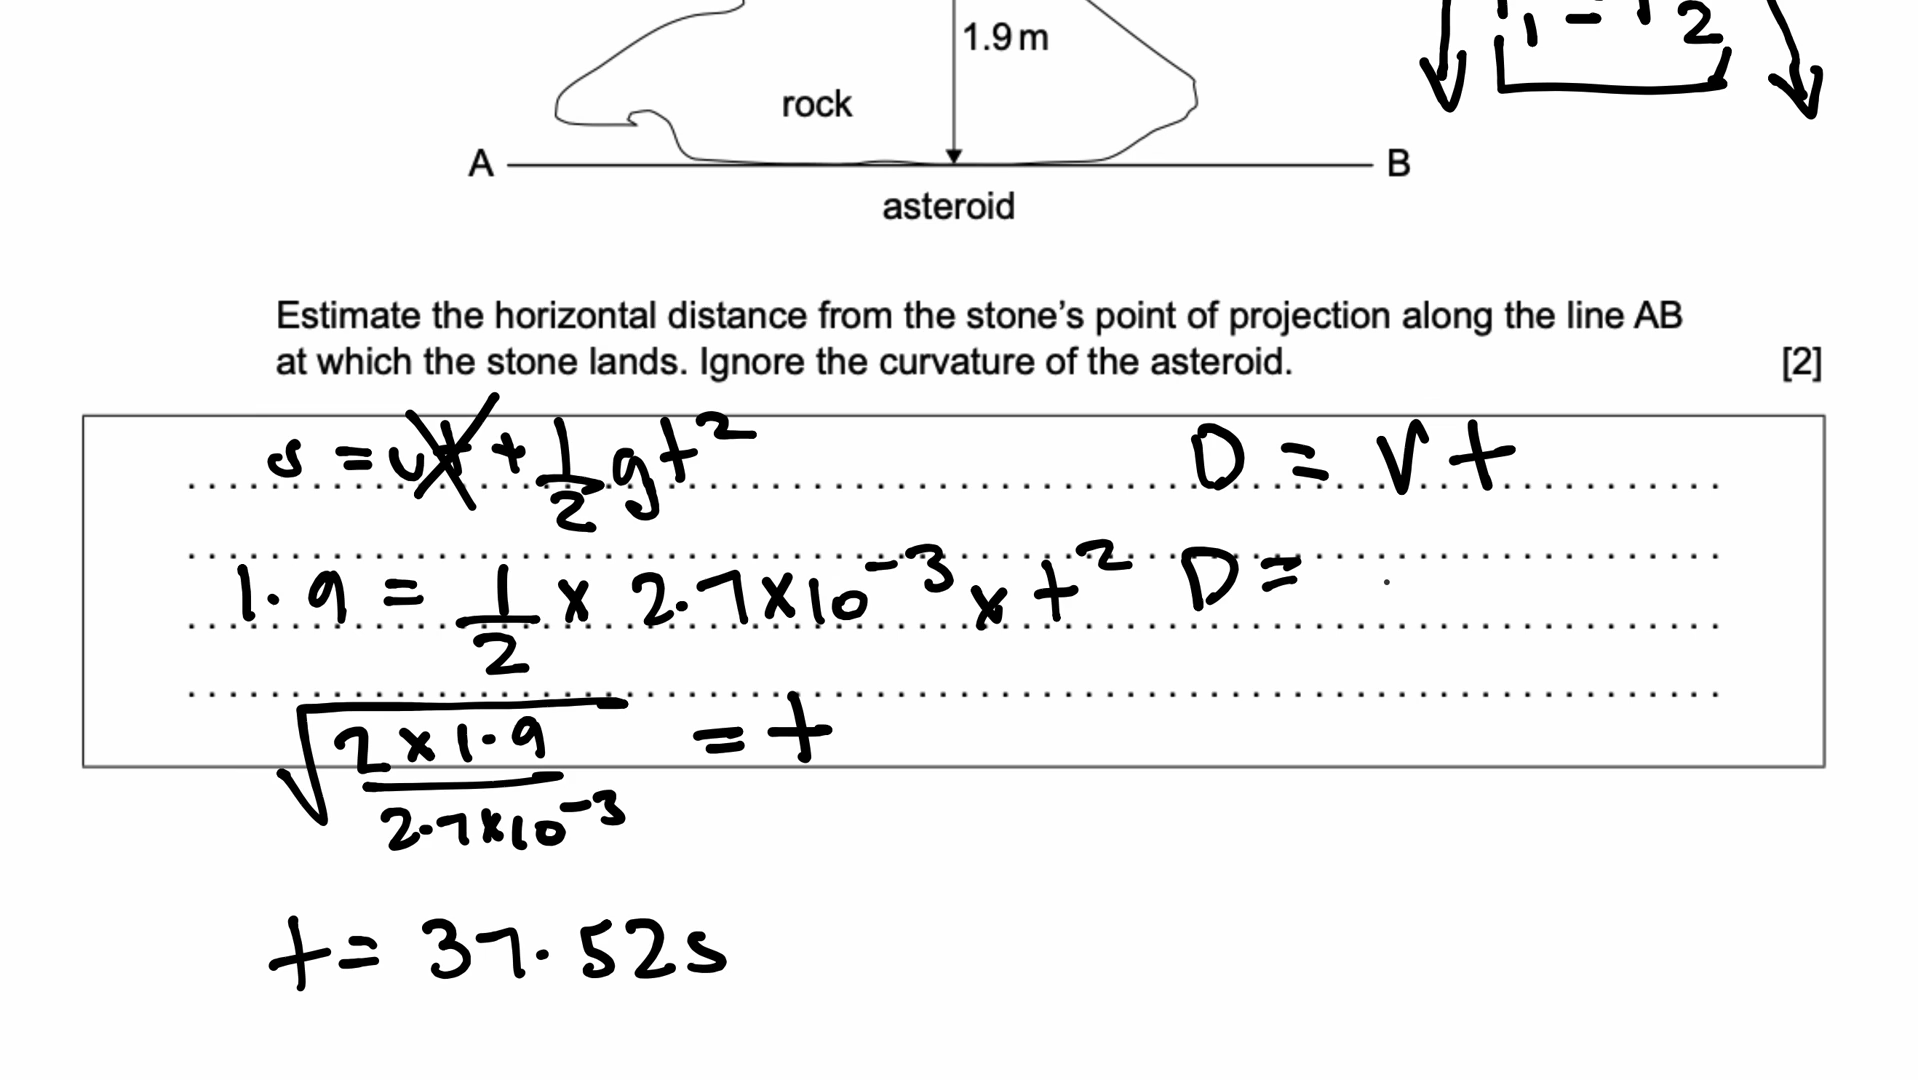 1.9 m
1 = 12
rock
A
B
asteroid
Estimate the horizontal distance from the stone's point of projection along the line AB
at which the stone lands. Ignore the curvature of the asteroid. [2]
s = ut + 1/2 gt² D = vt
1.9 = 1/2 × 2.7×10⁻³ × t² D =
√(2×1.9 / 2.7×10⁻³) = t
t = 37.52s